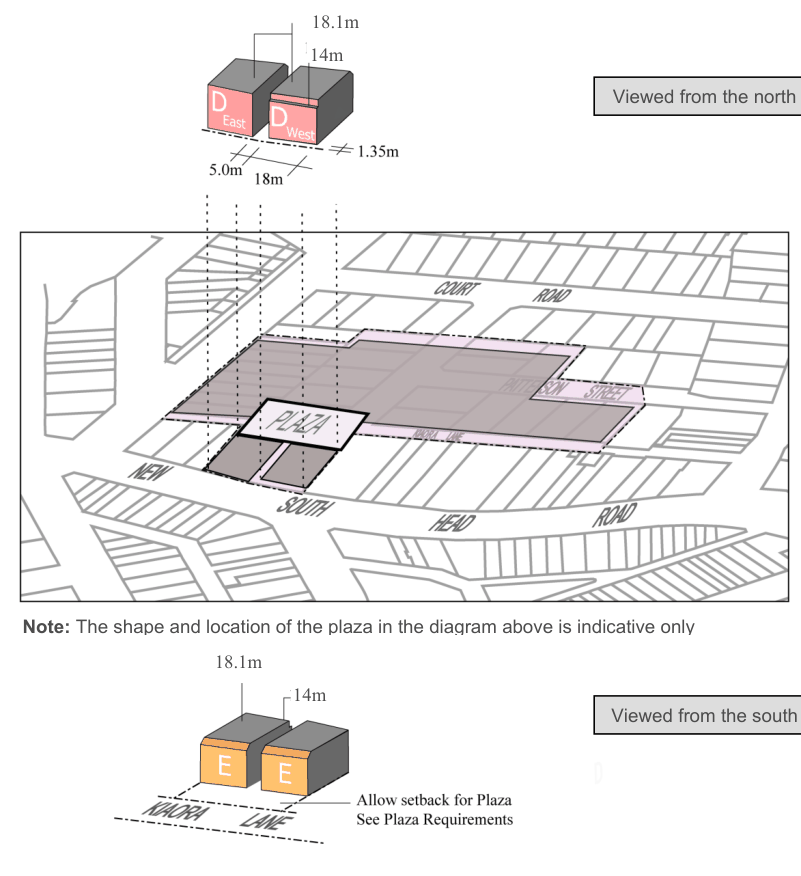 18.1m
14m
Viewed from the north
D
East
D
West
1.35m
5.0m
18m
COURT ROAD
PATTERSON STREET
PLAZA
KIAORA LANE
NEW SOUTH HEAD ROAD
Note: The shape and location of the plaza in the diagram above is indicative only
18.1m
14m
Viewed from the south
E
E
Allow setback for Plaza
See Plaza Requirements
KIAORA LANE